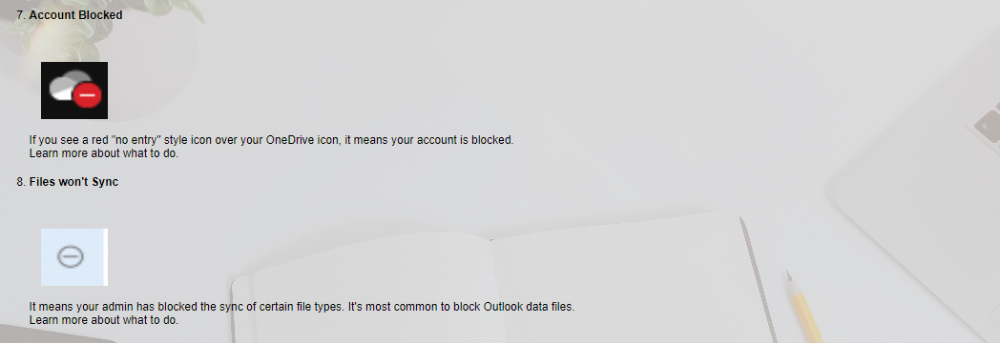 7. Account Blocked
If you see a red "no entry" style icon over your OneDrive icon, it means your account is blocked.
Learn more about what to do.
8. Files won't Sync
It means your admin has blocked the sync of certain file types. It's most common to block Outlook data files.
Learn more about what to do.